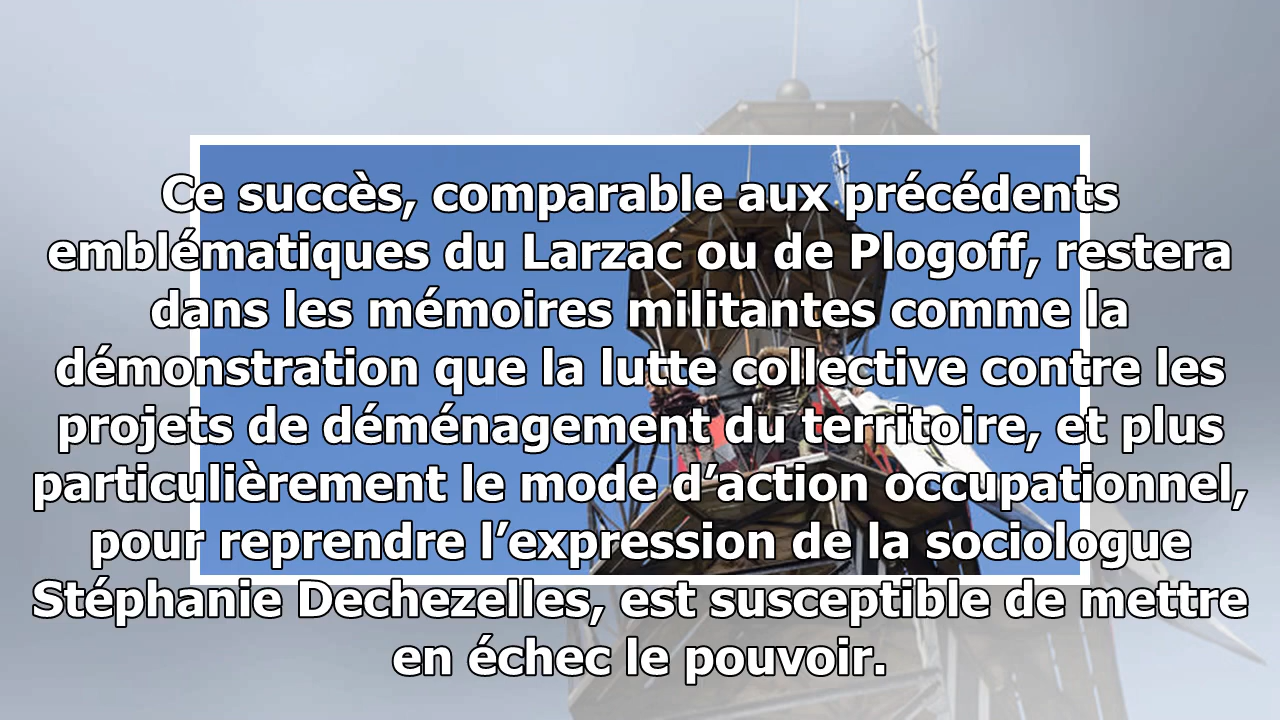 Ce succès, comparable aux précédents
emblématiques du Larzac ou de Plogoff, restera
dans les mémoires militantes comme la
démonstration que la lutte collective contre les
projets de déménagement du territoire, et plus
particulièrement le mode d’action occupationnel,
pour reprendre l’expression de la sociologue
Stéphanie Dechezelles, est susceptible de mettre
en échec le pouvoir.